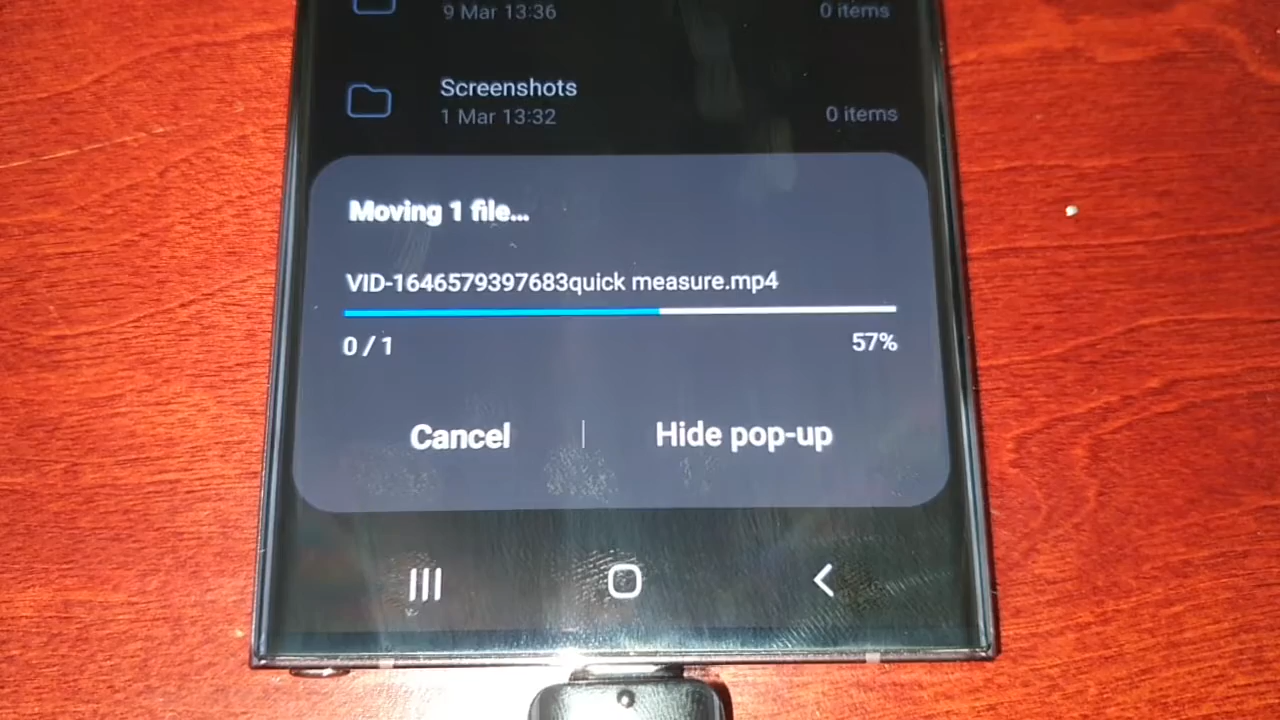 9 Mar 13:36
0 items
Screenshots
1 Mar 13:32
0 items
Moving 1 file...
VID-1646579397683quick measure.mp4
0 / 1
57%
Cancel
Hide pop-up